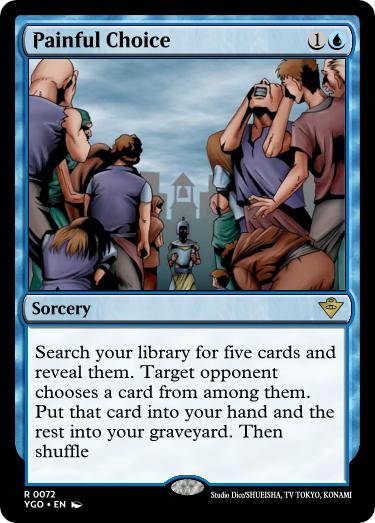 Painful Choice 1
Sorcery
Search your library for five cards and
reveal them. Target opponent
chooses a card from among them.
Put that card into your hand and the
rest into your graveyard. Then
shuffle
R 0072
YGO • EN
Studio Dice/SHUEISHA, TV TOKYO, KONAMI